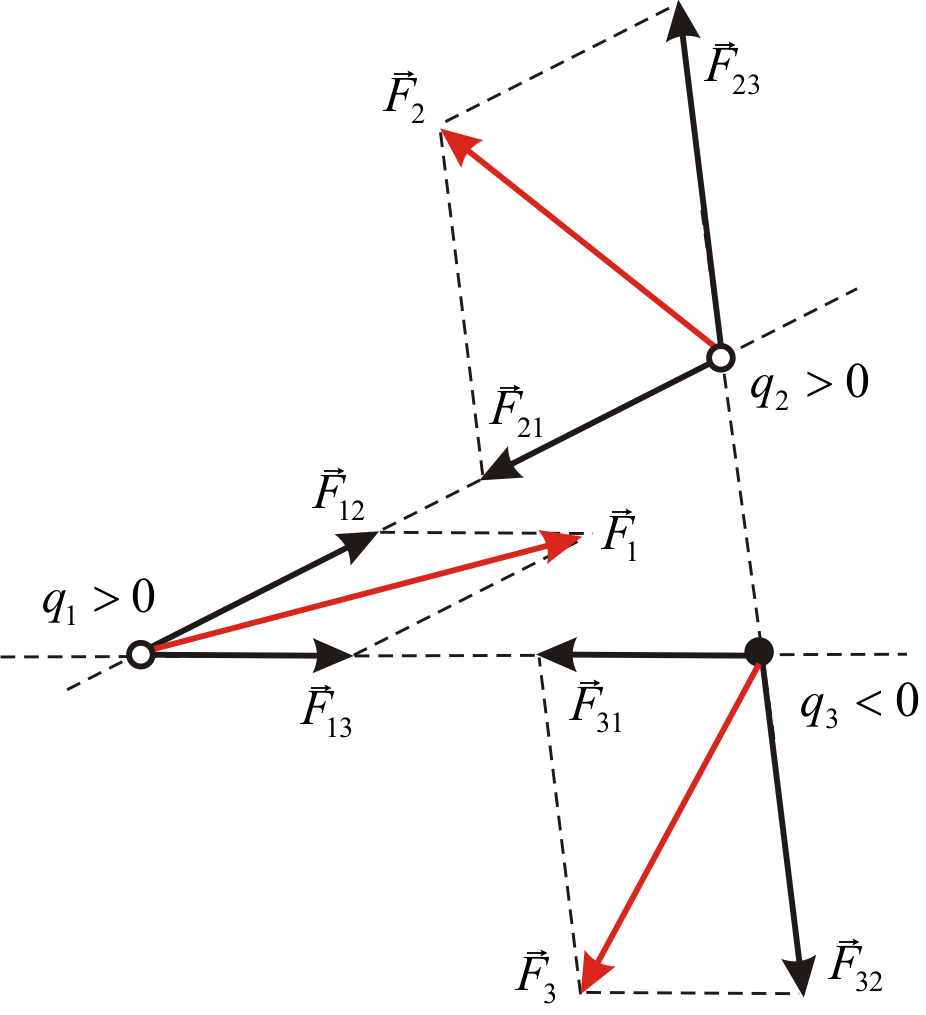 F⃗₂
F⃗₂₃
q₂ > 0
F⃗₂₁
F⃗₁₂
F⃗₁
q₁ > 0
F⃗₁₃
F⃗₃₁
q₃ < 0
F⃗₃
F⃗₃₂